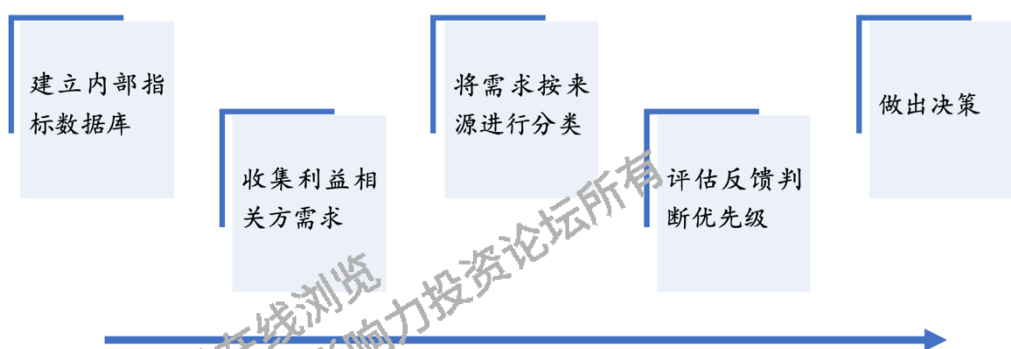 建立内部指
标数据库
收集利益相
关方需求
将需求按来
源进行分类
评估反馈判
断优先级
做出决策
在线浏览
响力投资论坛所有